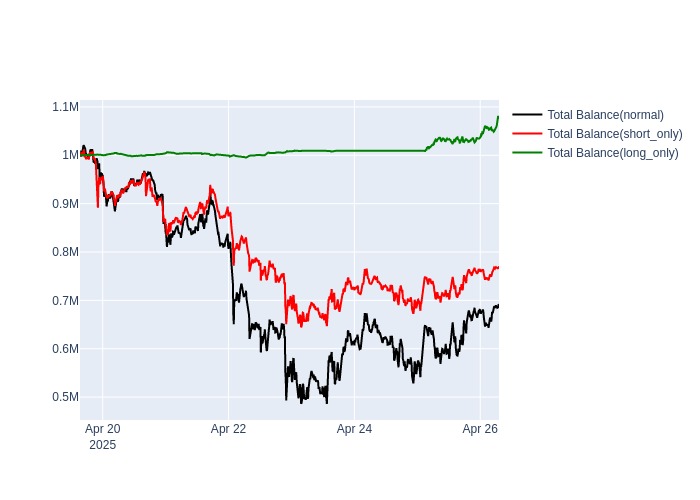 1.1M
1M
0.9M
0.8M
0.7M
0.6M
0.5M
Apr 20
2025
Apr 22
Apr 24
Apr 26
Total Balance(normal)
Total Balance(short_only)
Total Balance(long_only)